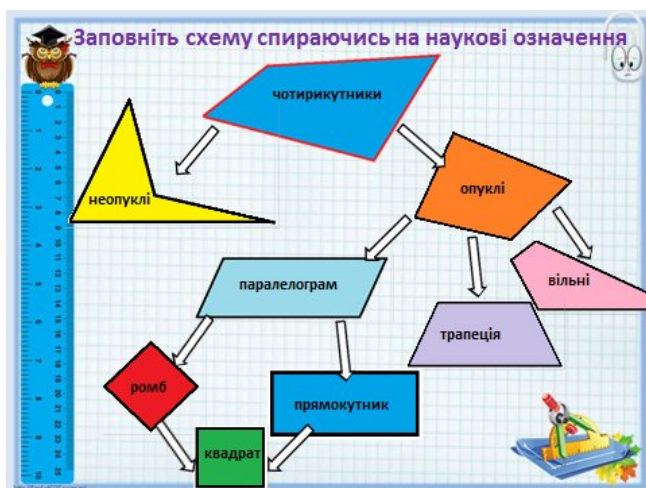 Заповніть схему спираючись на наукові означення
чотирикутники
неопуклі
опуклі
паралелограм
вільні
трапеція
ромб
прямокутник
квадрат